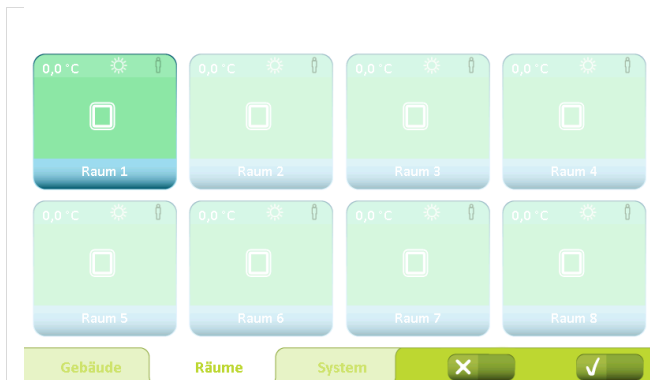 0,0 °C 0,0 °C 0,0 °C 0,0 °C
Raum 1 Raum 2 Raum 3 Raum 4
0,0 °C 0,0 °C 0,0 °C 0,0 °C
Raum 5 Raum 6 Raum 7 Raum 8
Gebäude Räume System